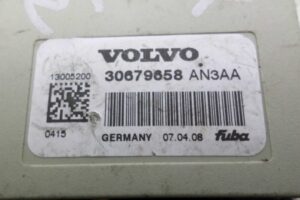 VOLVO
13005200
30679658 AN3AA
0415
GERMANY 07.04.08 fuba